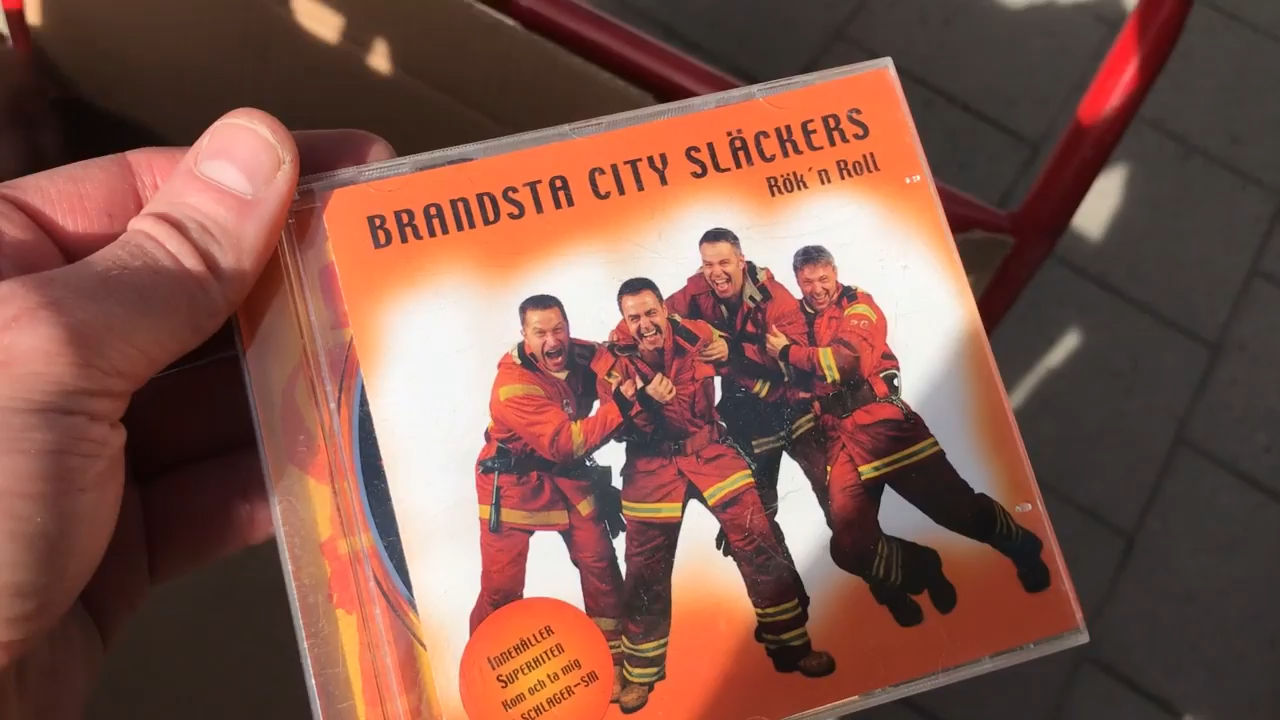 BRANDSTA CITY SLÄCKERS
Rök´n Roll
INNEHÅLLER
SUPERHITEN
Kom och ta mig
SCHLAGER-SM